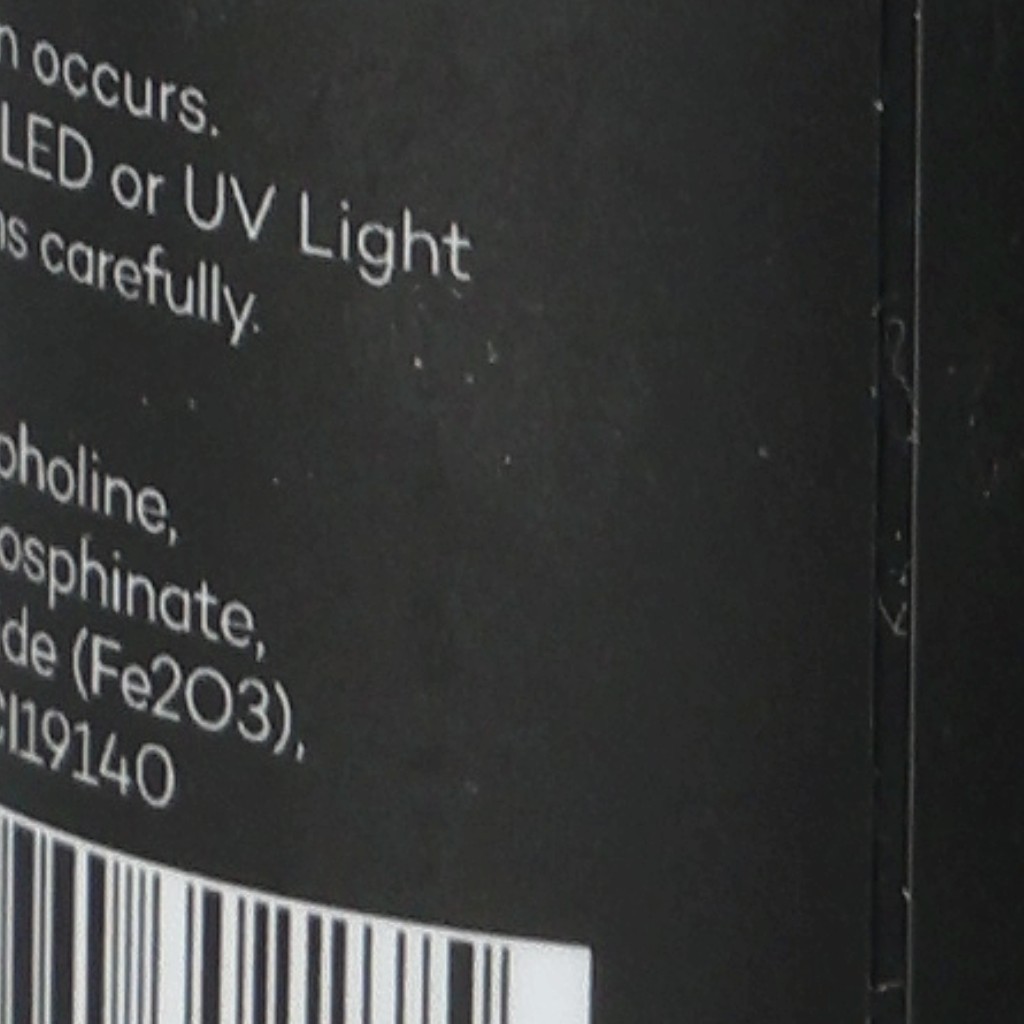 n occurs.
LED or UV Light
ns carefully.
pholine,
osphinate,
de (Fe2O3),
CI19140